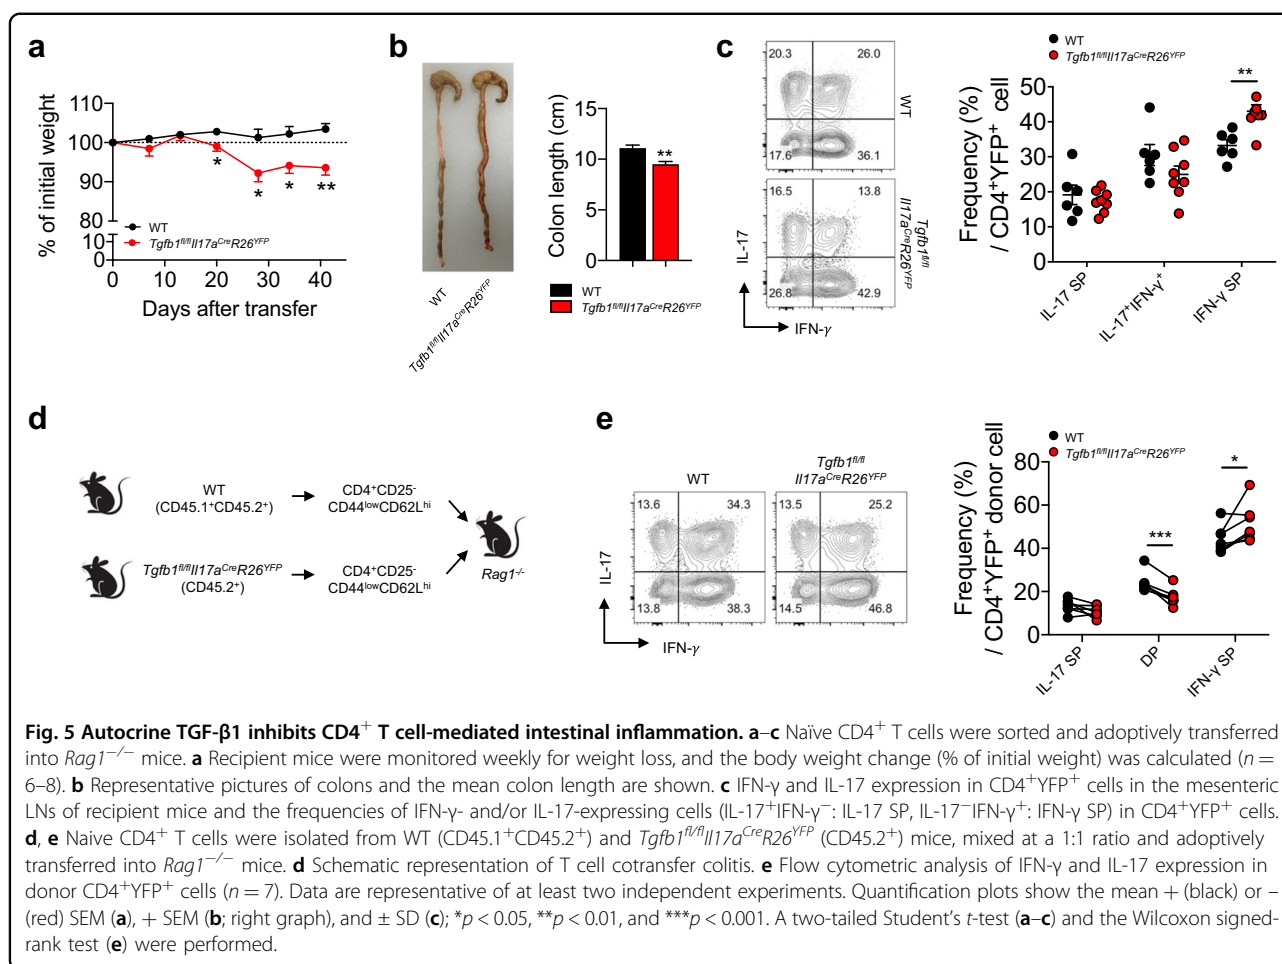 a
% of initial weight
110
100
90
80
10
0
* * * **
WT
Tgfb1fl/flIl17aCreR26YFP
0 10 20 30 40
Days after transfer
b
WT
Tgfb1fl/flIl17aCreR26YFP
Colon length (cm)
15
10
5
0
**
WT
Tgfb1fl/flIl17aCreR26YFP
c
20.3 26.0
17.6 36.1
WT
16.5 13.8
26.8 42.9
Tgfb1fl/fl
Il17aCreR26YFP
IL-17
IFN-γ
WT
Tgfb1fl/flIl17aCreR26YFP
Frequency (%)
/ CD4+YFP+ cell
50
40
30
20
10
0
**
IL-17 SP
IL-17+IFN-γ+
IFN-γ SP
d
WT
(CD45.1+CD45.2+)
CD4+CD25-
CD44lowCD62Lhi
Tgfb1fl/flIl17aCreR26YFP
(CD45.2+)
CD4+CD25-
CD44lowCD62Lhi
Rag1-/-
e
WT
Tgfb1fl/fl
Il17aCreR26YFP
13.6 34.3
13.8 38.3
13.5 25.2
14.5 46.8
IL-17
IFN-γ
WT
Tgfb1fl/flIl17aCreR26YFP
Frequency (%)
/ CD4+YFP+ donor cell
80
60
40
20
0
***
*
IL-17 SP
DP
IFN-γ SP
Fig. 5 Autocrine TGF-β1 inhibits CD4+ T cell-mediated intestinal inflammation. a–c Naïve CD4+ T cells were sorted and adoptively transferred
into Rag1−/− mice. a Recipient mice were monitored weekly for weight loss, and the body weight change (% of initial weight) was calculated (n =
6–8). b Representative pictures of colons and the mean colon length are shown. c IFN-γ and IL-17 expression in CD4+YFP+ cells in the mesenteric
LNs of recipient mice and the frequencies of IFN-γ- and/or IL-17-expressing cells (IL-17+IFN-γ−: IL-17 SP, IL-17−IFN-γ+: IFN-γ SP) in CD4+YFP+ cells.
d, e Naive CD4+ T cells were isolated from WT (CD45.1+CD45.2+) and Tgfb1fl/flIl17aCreR26YFP (CD45.2+) mice, mixed at a 1:1 ratio and adoptively
transferred into Rag1−/− mice. d Schematic representation of T cell cotransfer colitis. e Flow cytometric analysis of IFN-γ and IL-17 expression in
donor CD4+YFP+ cells (n = 7). Data are representative of at least two independent experiments. Quantification plots show the mean + (black) or –
(red) SEM (a), + SEM (b; right graph), and ± SD (c); *p < 0.05, **p < 0.01, and ***p < 0.001. A two-tailed Student's t-test (a–c) and the Wilcoxon signed-
rank test (e) were performed.